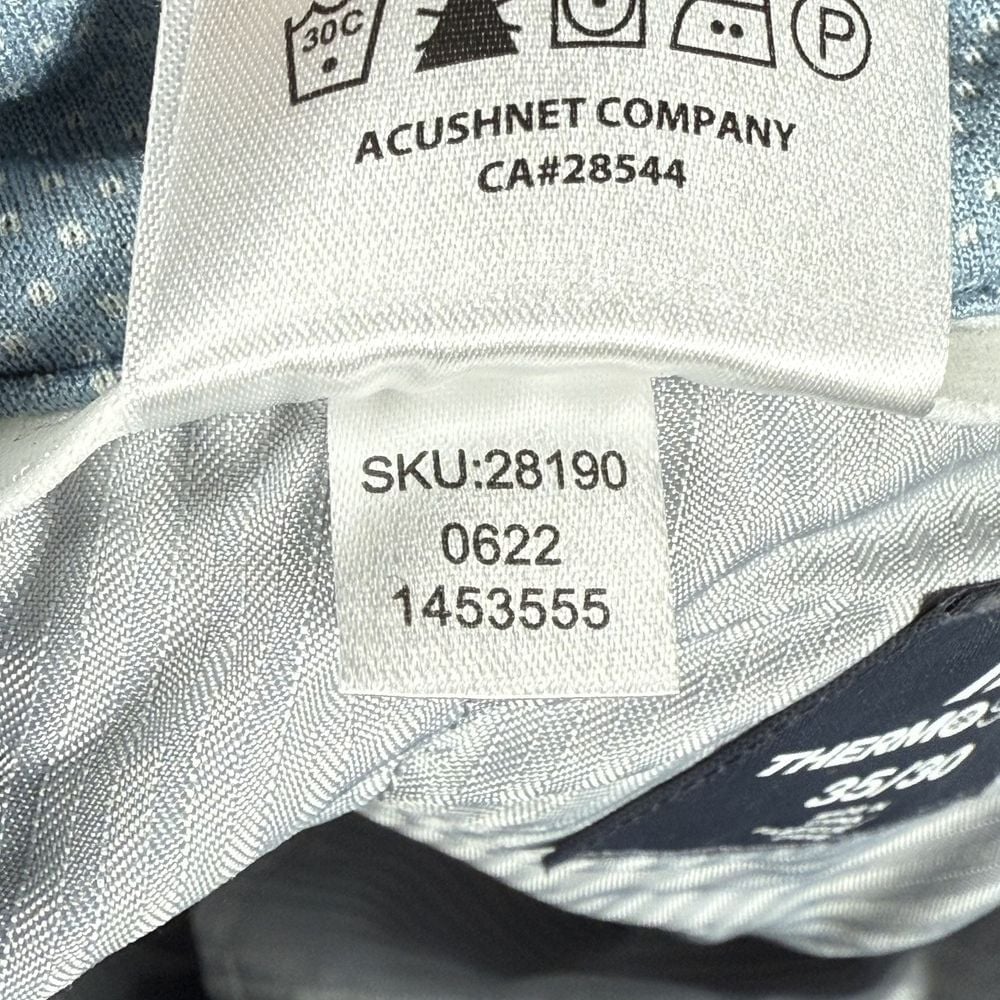 30C
P
ACUSHNET COMPANY
CA#28544
SKU:28190
0622
1453555
35/30